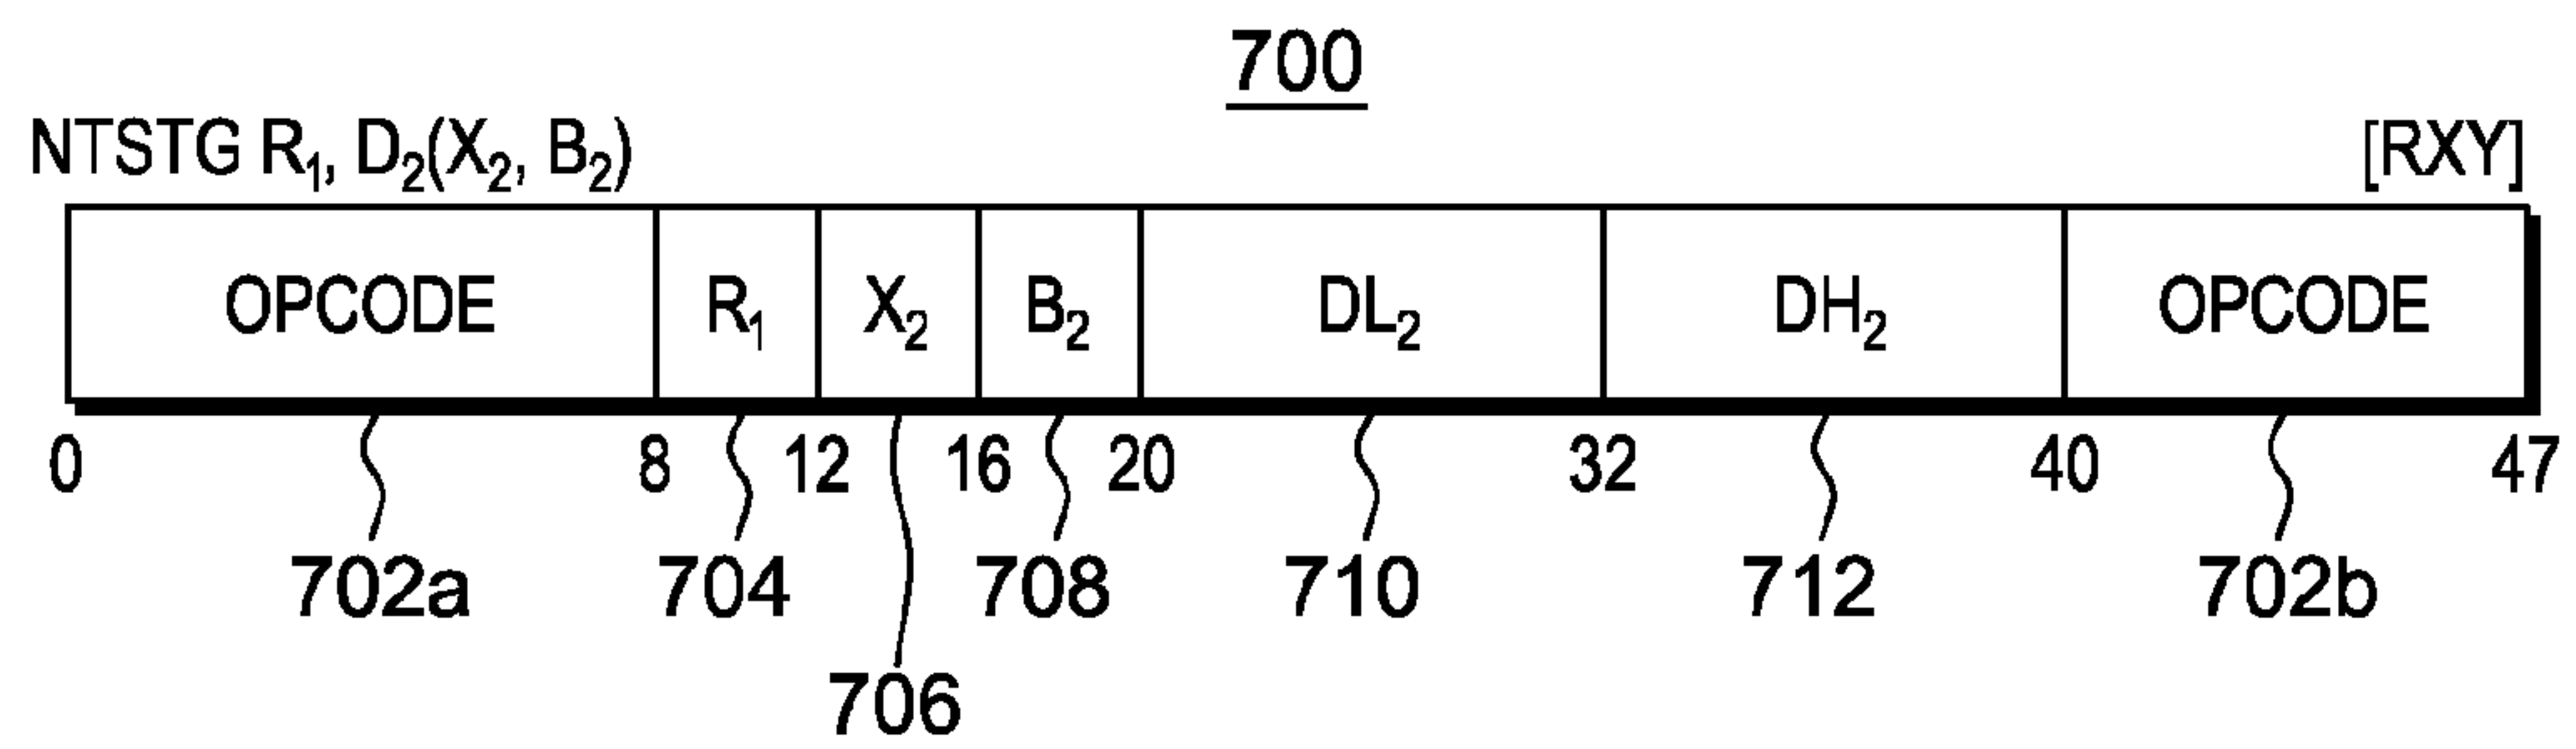 700
NTSTG R₁, D₂(X₂, B₂) [RXY]
OPCODE R₁ X₂ B₂ DL₂ DH₂ OPCODE
0 8 12 16 20 32 40 47
702a 704 708 710 712 702b
706